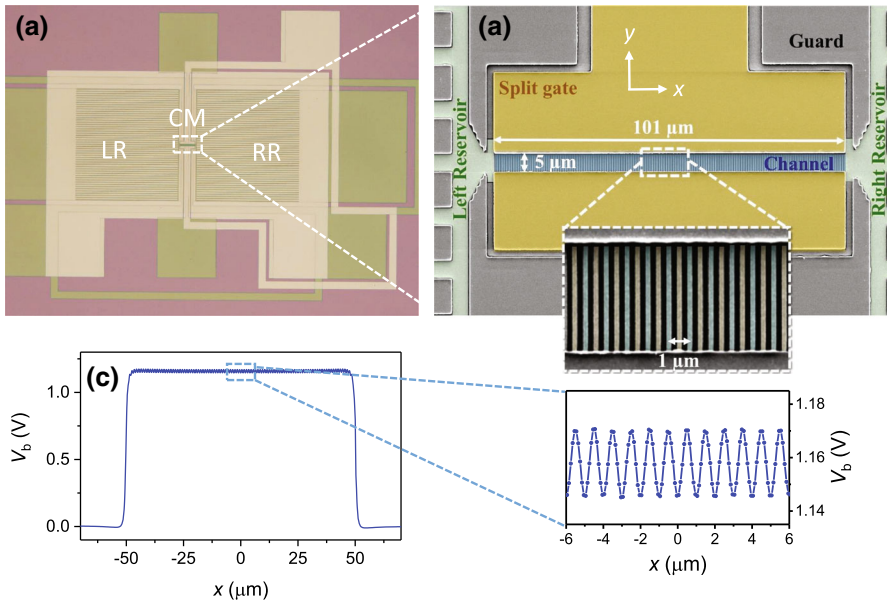 (a)
CM
LR
RR
(a)
Guard
y
x
Split gate
101 μm
5 μm
Channel
Left Reservoir
Right Reservoir
1 μm
(c)
1.0
0.5
0.0
V_b (V)
-50
-25
0
25
50
x (μm)
1.18
1.16
1.14
V_b (V)
-6
-4
-2
0
2
4
6
x (μm)